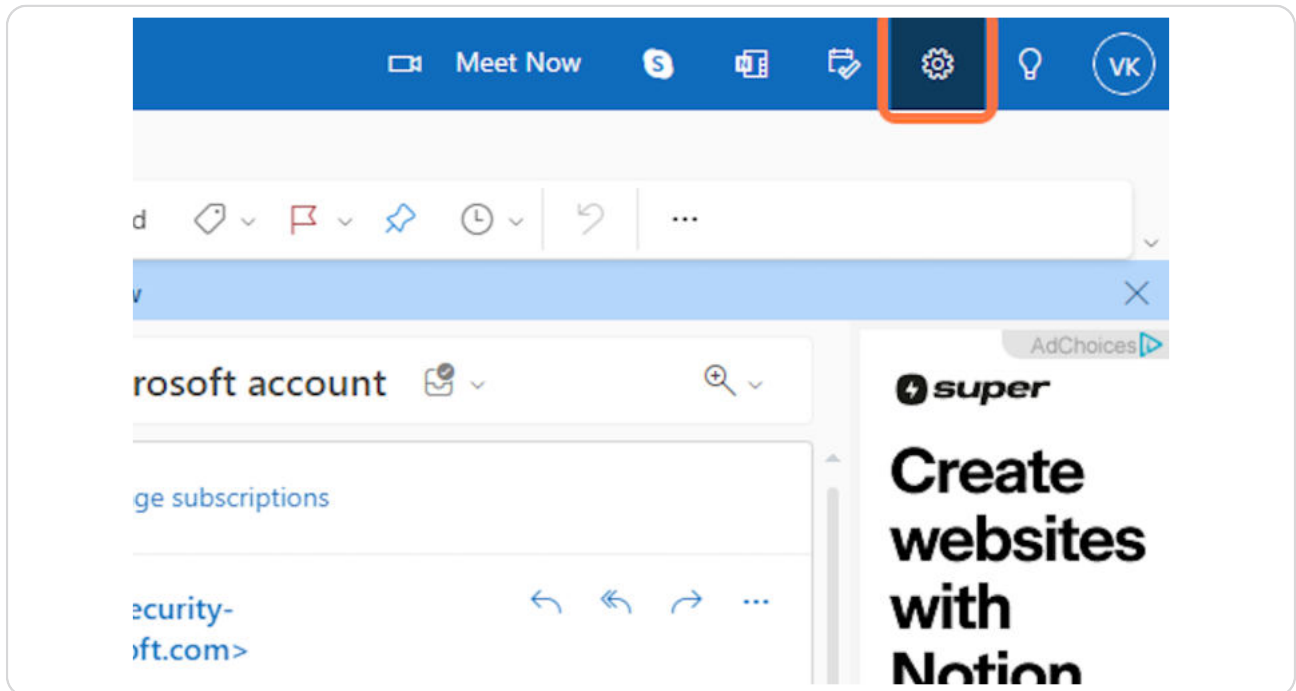 Meet Now
S
N
VK
d
AdChoices
rosoft account
super
Create
websites
with
Notion
ge subscriptions
ecurity-
oft.com>